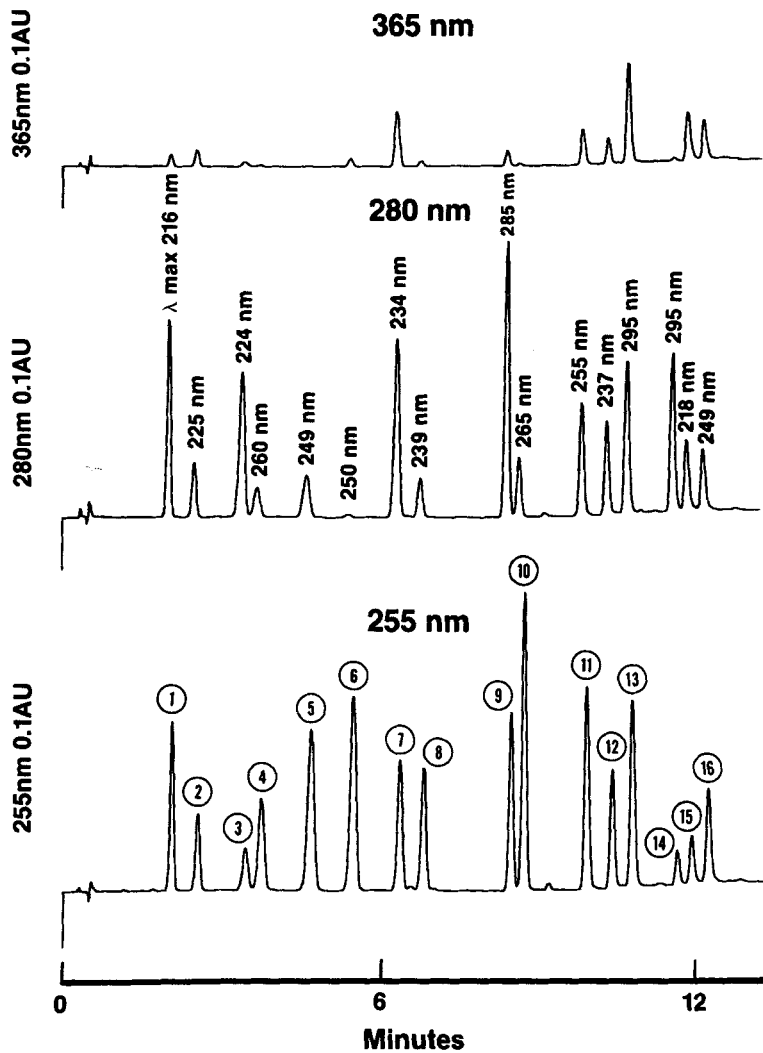 365 nm
365nm 0.1AU
280 nm
280nm 0.1AU
λ max 216 nm
225 nm
224 nm
260 nm
249 nm
250 nm
234 nm
239 nm
285 nm
265 nm
255 nm
237 nm
295 nm
295 nm
218 nm
249 nm
255 nm
255nm 0.1AU
1
2
3
4
5
6
7
8
9
10
11
12
13
14
15
16
0
6
12
Minutes